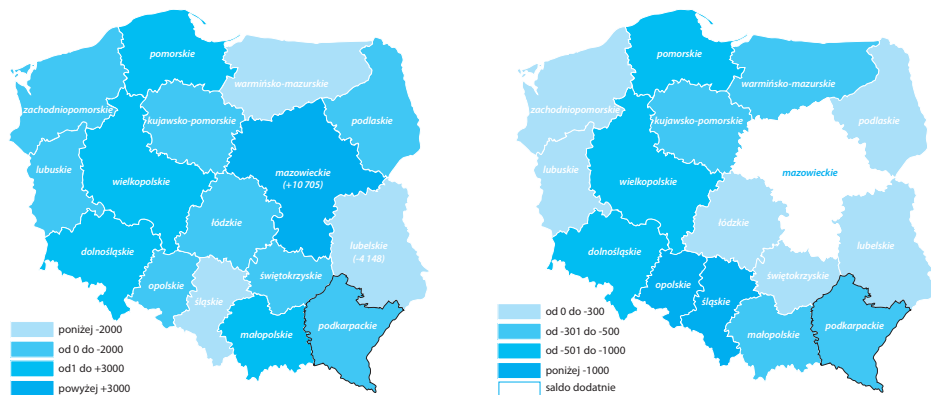 pomorskie
warmińsko-mazurskie
zachodniopomorskie
kujawsko-pomorskie
podlaskie
lubuskie
wielkopolskie
mazowieckie
(+10 705)
łódzkie
lubelskie
(-4 148)
dolnośląskie
opolskie
śląskie
świętokrzyskie
małopolskie
podkarpackie
poniżej -2000
od 0 do -2000
od1 do +3000
powyżej +3000
pomorskie
warmińsko-mazurskie
zachodniopomorskie
kujawsko-pomorskie
podlaskie
lubuskie
wielkopolskie
mazowieckie
łódzkie
lubelskie
dolnośląskie
opolskie
śląskie
świętokrzyskie
małopolskie
podkarpackie
od 0 do -300
od -301 do -500
od -501 do -1000
poniżej -1000
saldo dodatnie